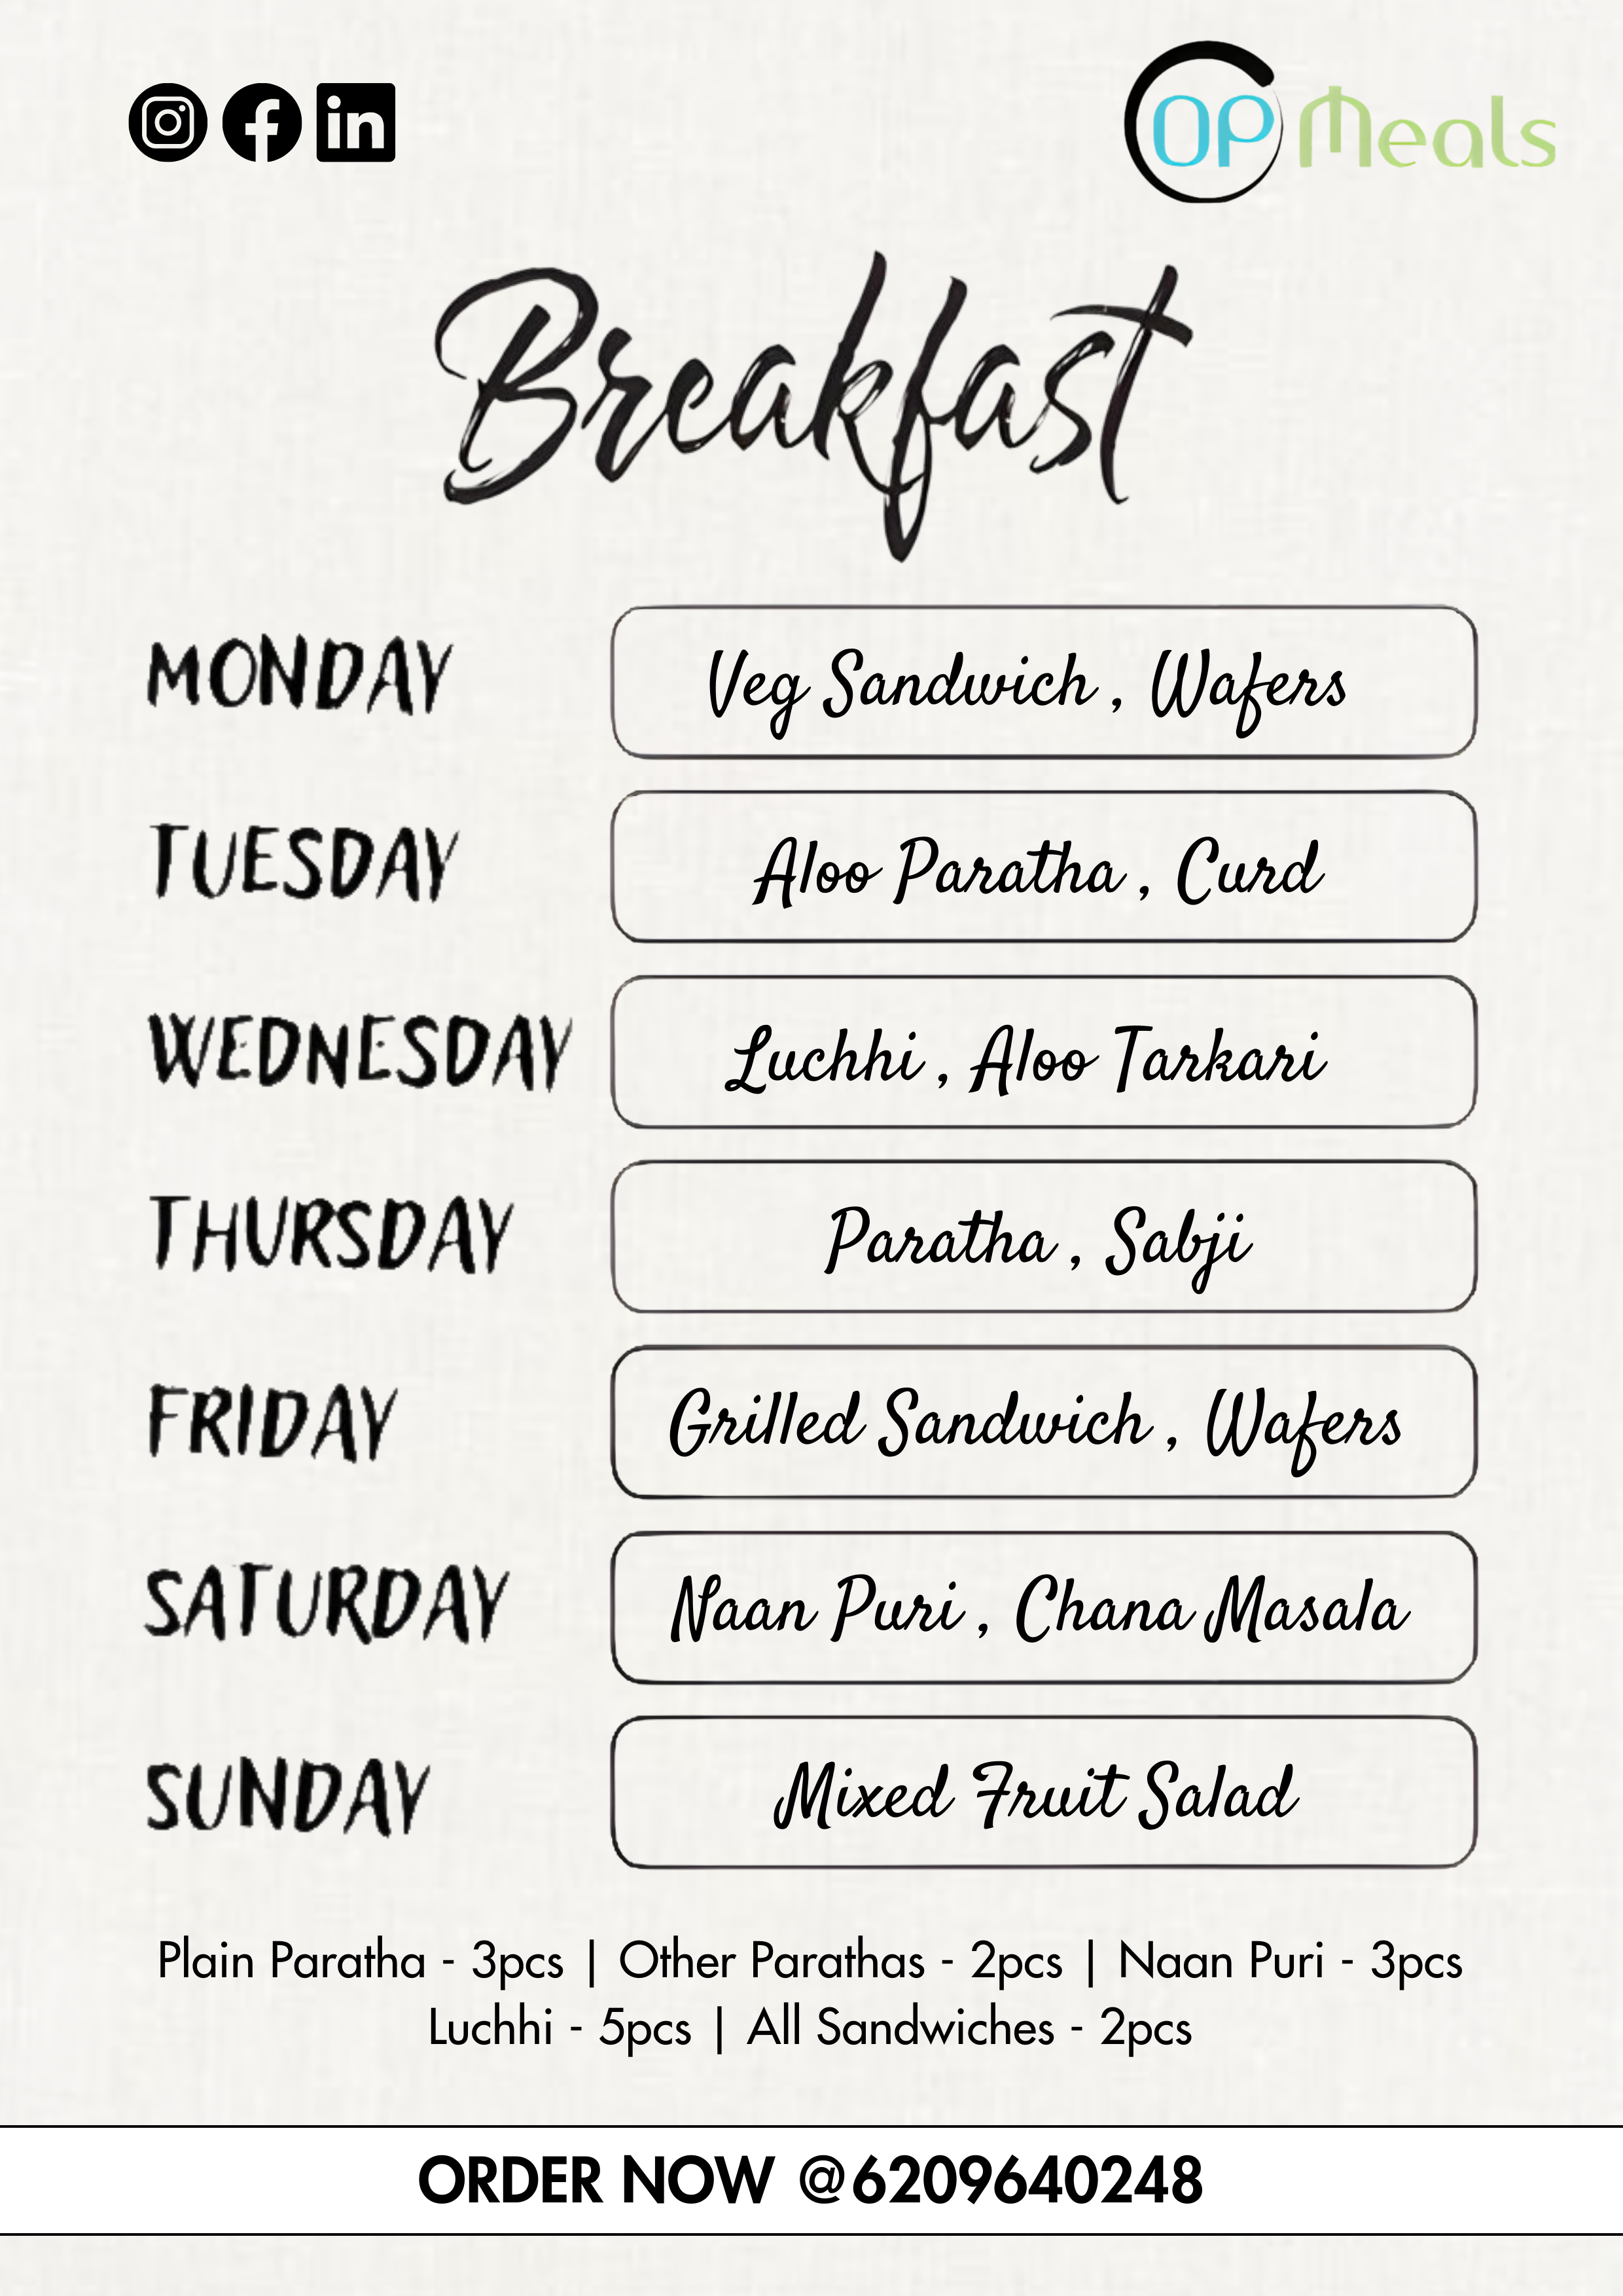 OP Meals
Breakfast
MONDAY
Veg Sandwich , Wafers
TUESDAY
Aloo Paratha , Curd
WEDNESDAY
Luchhi , Aloo Tarkari
THURSDAY
Paratha , Sabji
FRIDAY
Grilled Sandwich , Wafers
SATURDAY
Naan Puri , Chana Masala
SUNDAY
Mixed Fruit Salad
Plain Paratha - 3pcs | Other Parathas - 2pcs | Naan Puri - 3pcs
Luchhi - 5pcs | All Sandwiches - 2pcs
ORDER NOW @6209640248